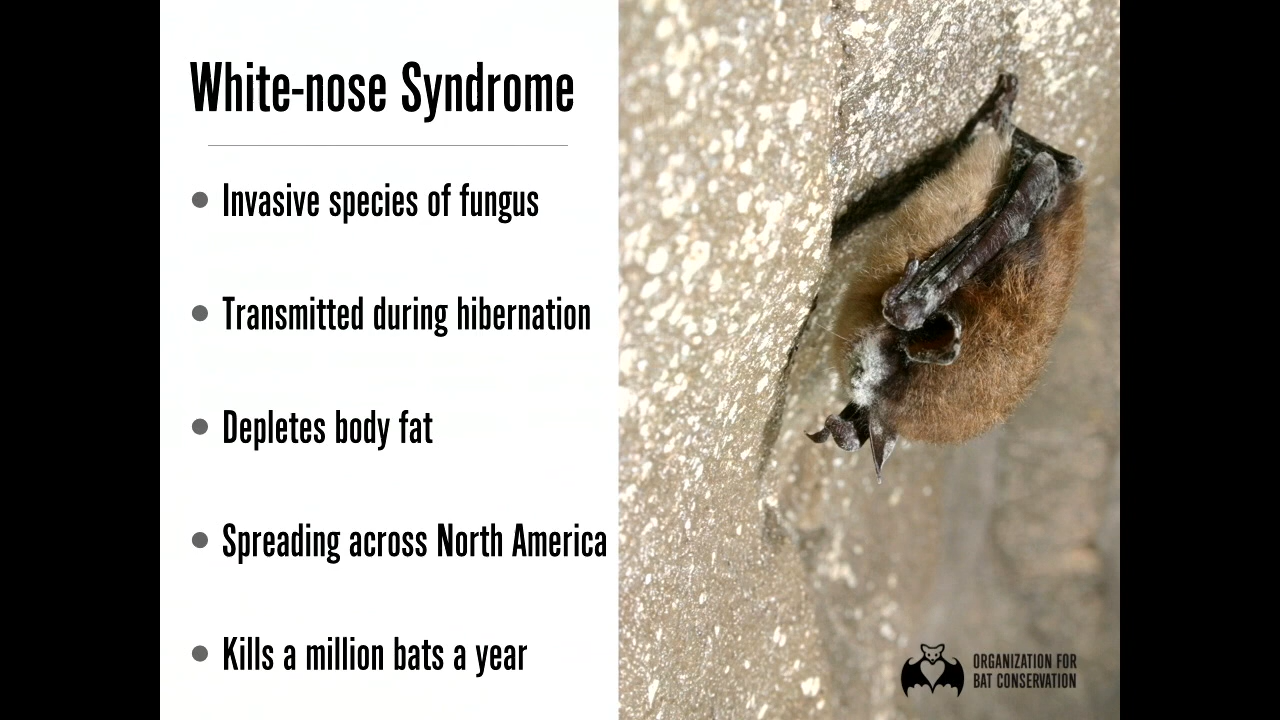 White-nose Syndrome
Invasive species of fungus
Transmitted during hibernation
Depletes body fat
Spreading across North America
Kills a million bats a year
ORGANIZATION FOR
BAT CONSERVATION